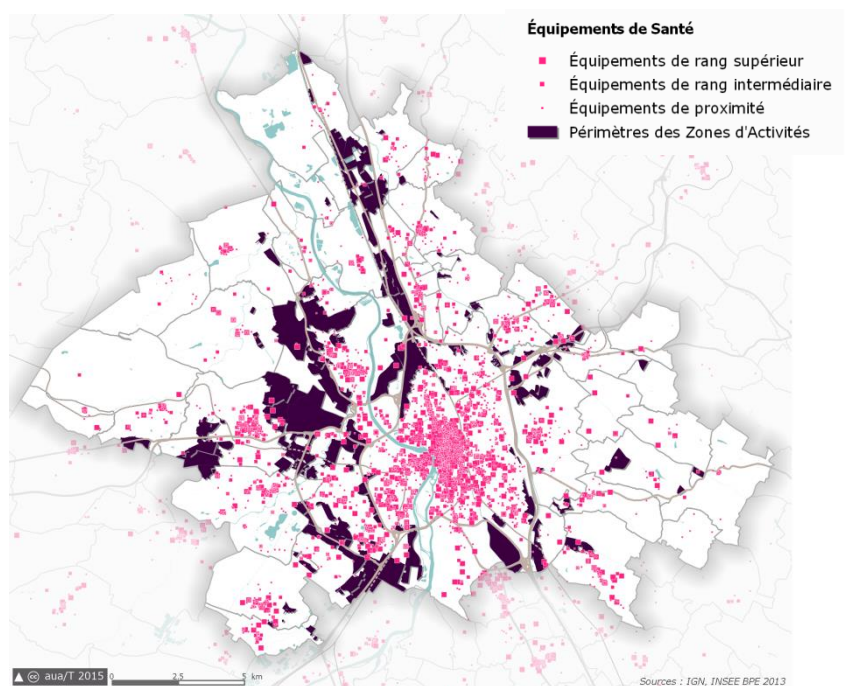 Équipements de Santé
Équipements de rang supérieur
Équipements de rang intermédiaire
Équipements de proximité
Périmètres des Zones d'Activités
aua/T 2015
0 2,5 5 km
Sources : IGN, INSEE BPE 2013